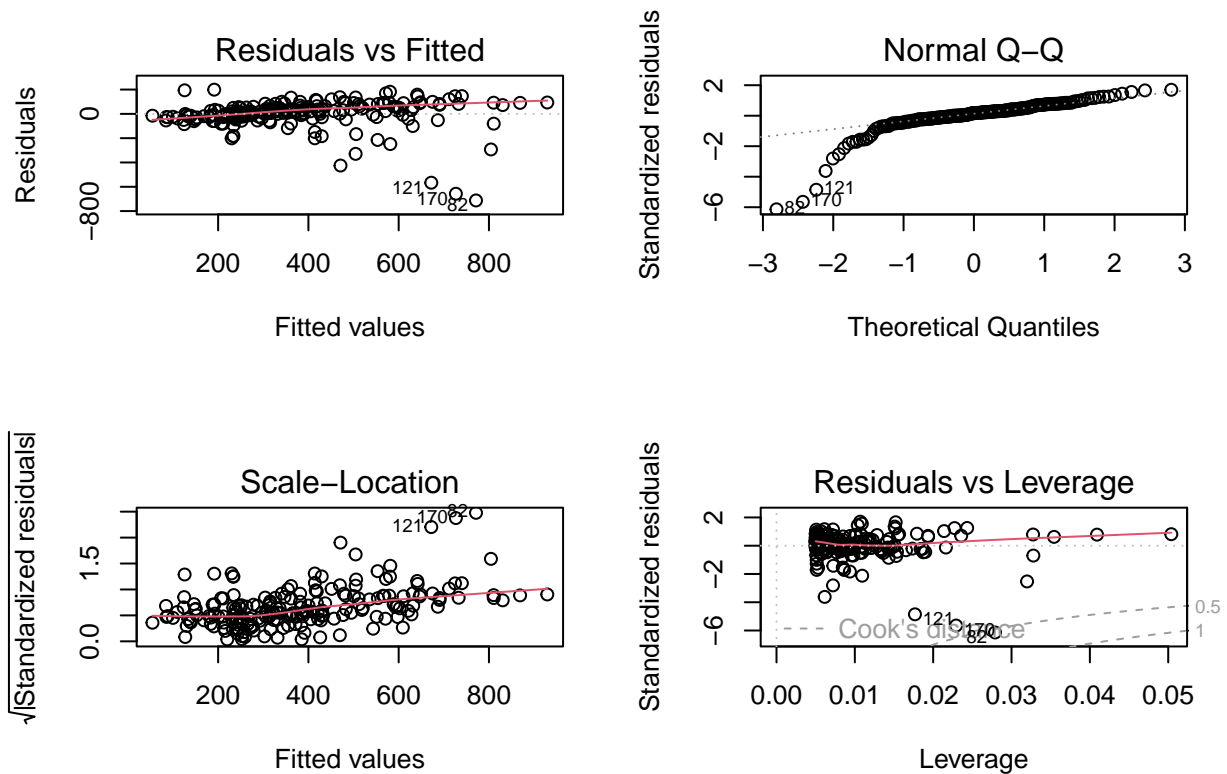 Residuals vs Fitted
Residuals
0
−800
200 400 600 800
Fitted values
121
170
82
Normal Q−Q
Standardized residuals
2
−2
−6
−3 −2 −1 0 1 2 3
Theoretical Quantiles
82
170
121
Scale−Location
√|Standardized residuals|
1.5
0.0
200 400 600 800
Fitted values
121
170
82
Residuals vs Leverage
Standardized residuals
2
−2
−6
0.00 0.01 0.02 0.03 0.04 0.05
Leverage
Cook's distance
121
170
82
0.5
1